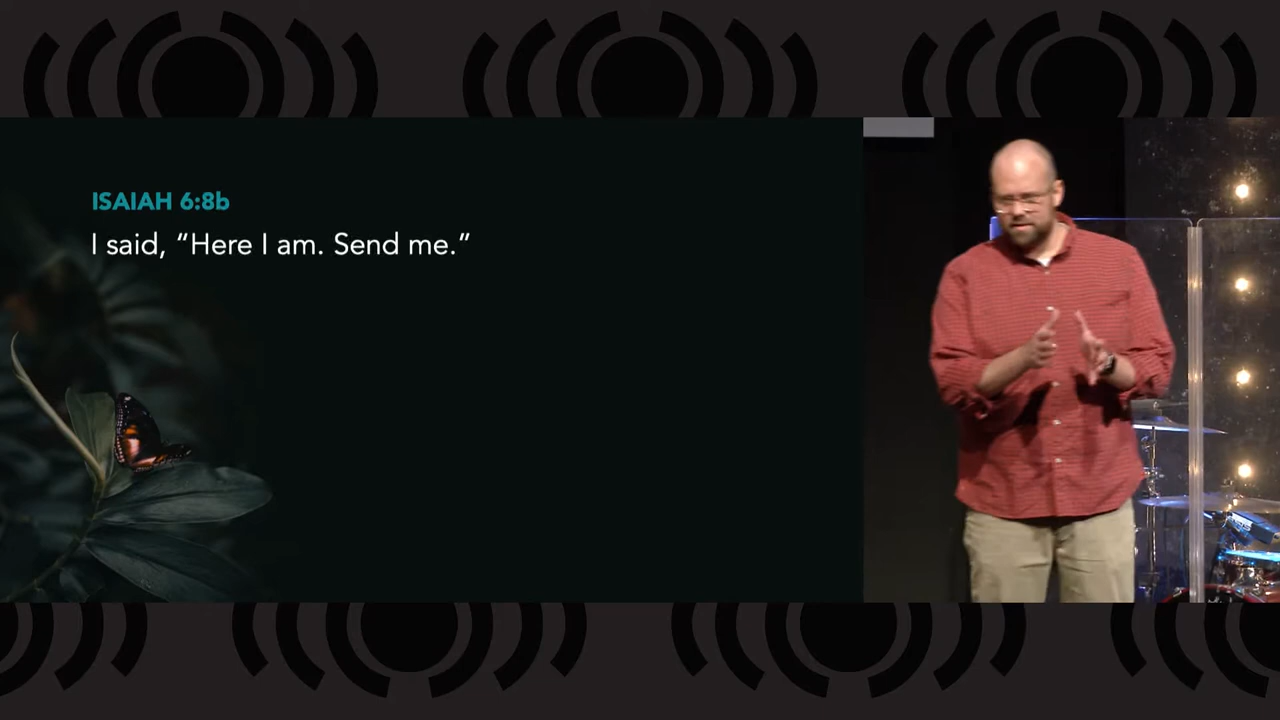 ISAIAH 6:8b
I said, “Here I am. Send me.”